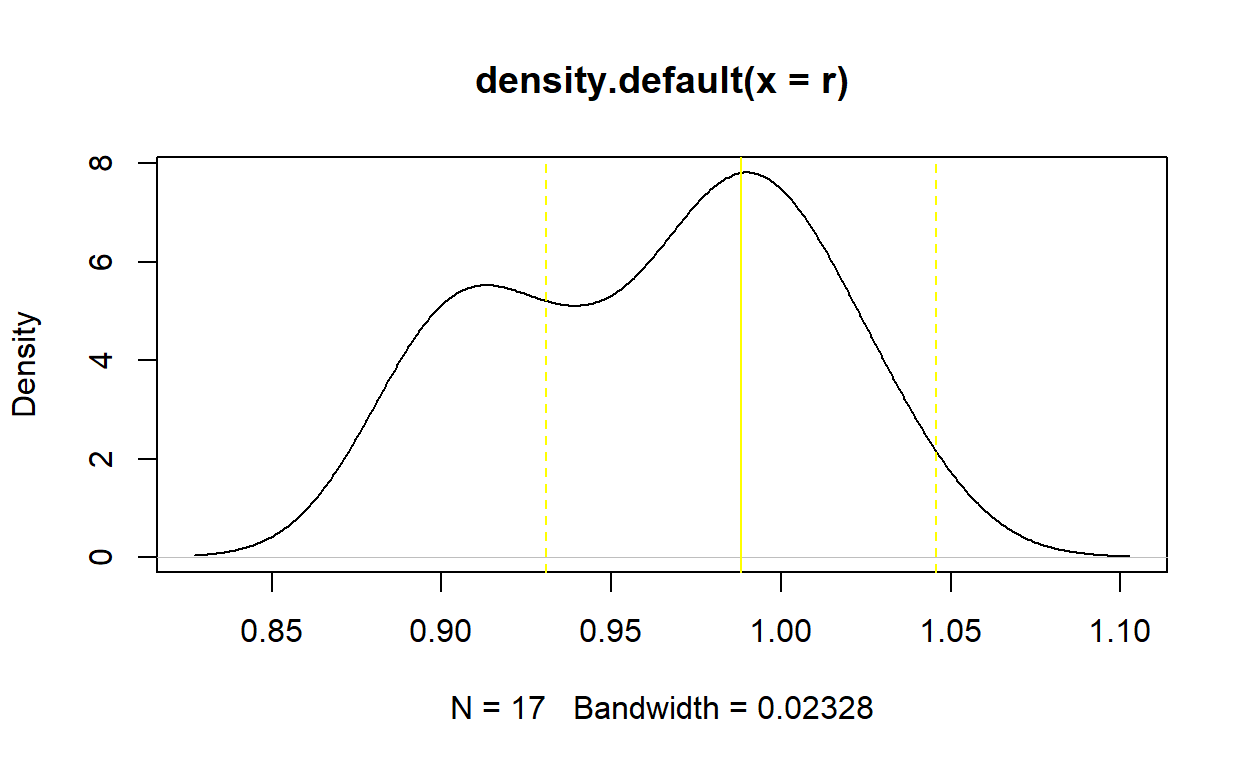 density.default(x = r)
Density
8
6
4
2
0
0.85 0.90 0.95 1.00 1.05 1.10
N = 17 Bandwidth = 0.02328